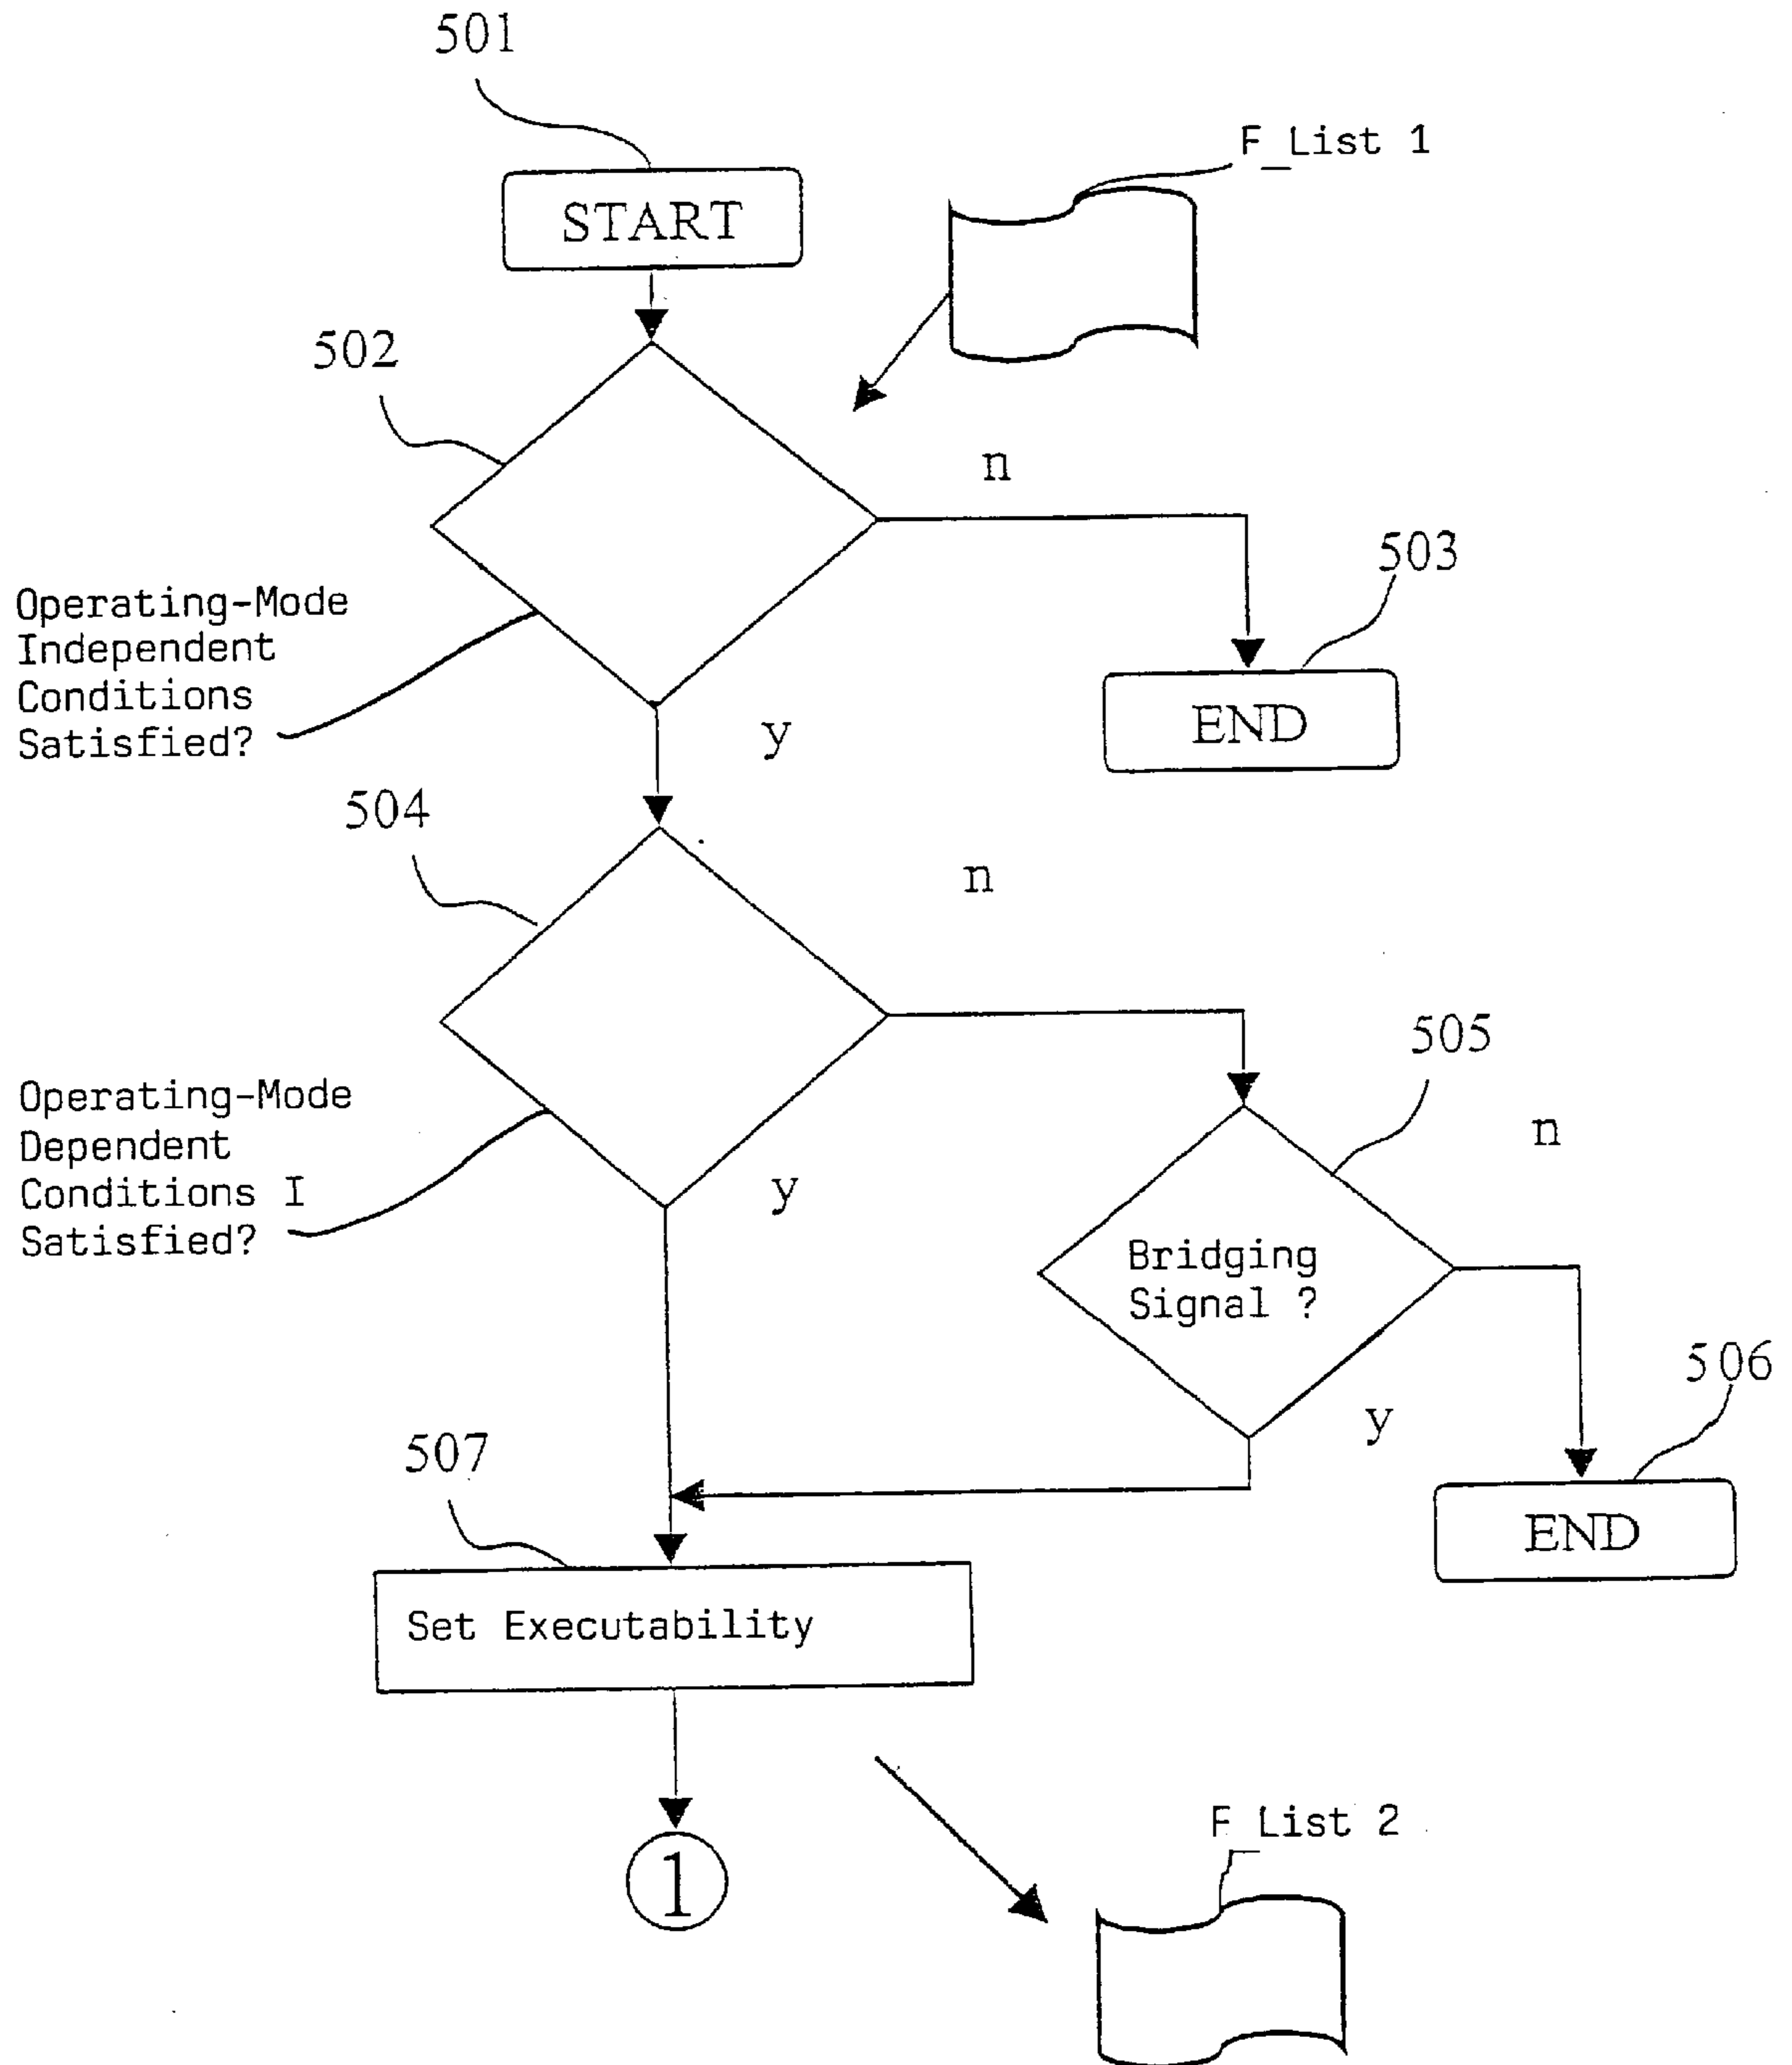 501
F_List 1
START
502
n
503
Operating-Mode
Independent
Conditions
Satisfied?
END
y
504
n
505
Operating-Mode
Dependent
Conditions I
Satisfied?
n
y
Bridging
Signal ?
506
y
507
END
Set Executability
1
F_List 2